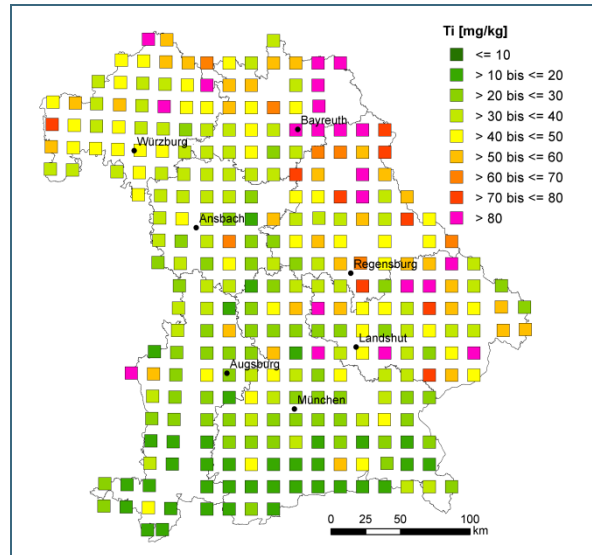 Ti [mg/kg]
<= 10
> 10 bis <= 20
> 20 bis <= 30
> 30 bis <= 40
> 40 bis <= 50
> 50 bis <= 60
> 60 bis <= 70
> 70 bis <= 80
> 80
Bayreuth
Würzburg
Ansbach
Regensburg
Landshut
Augsburg
München
0 25 50 100
km